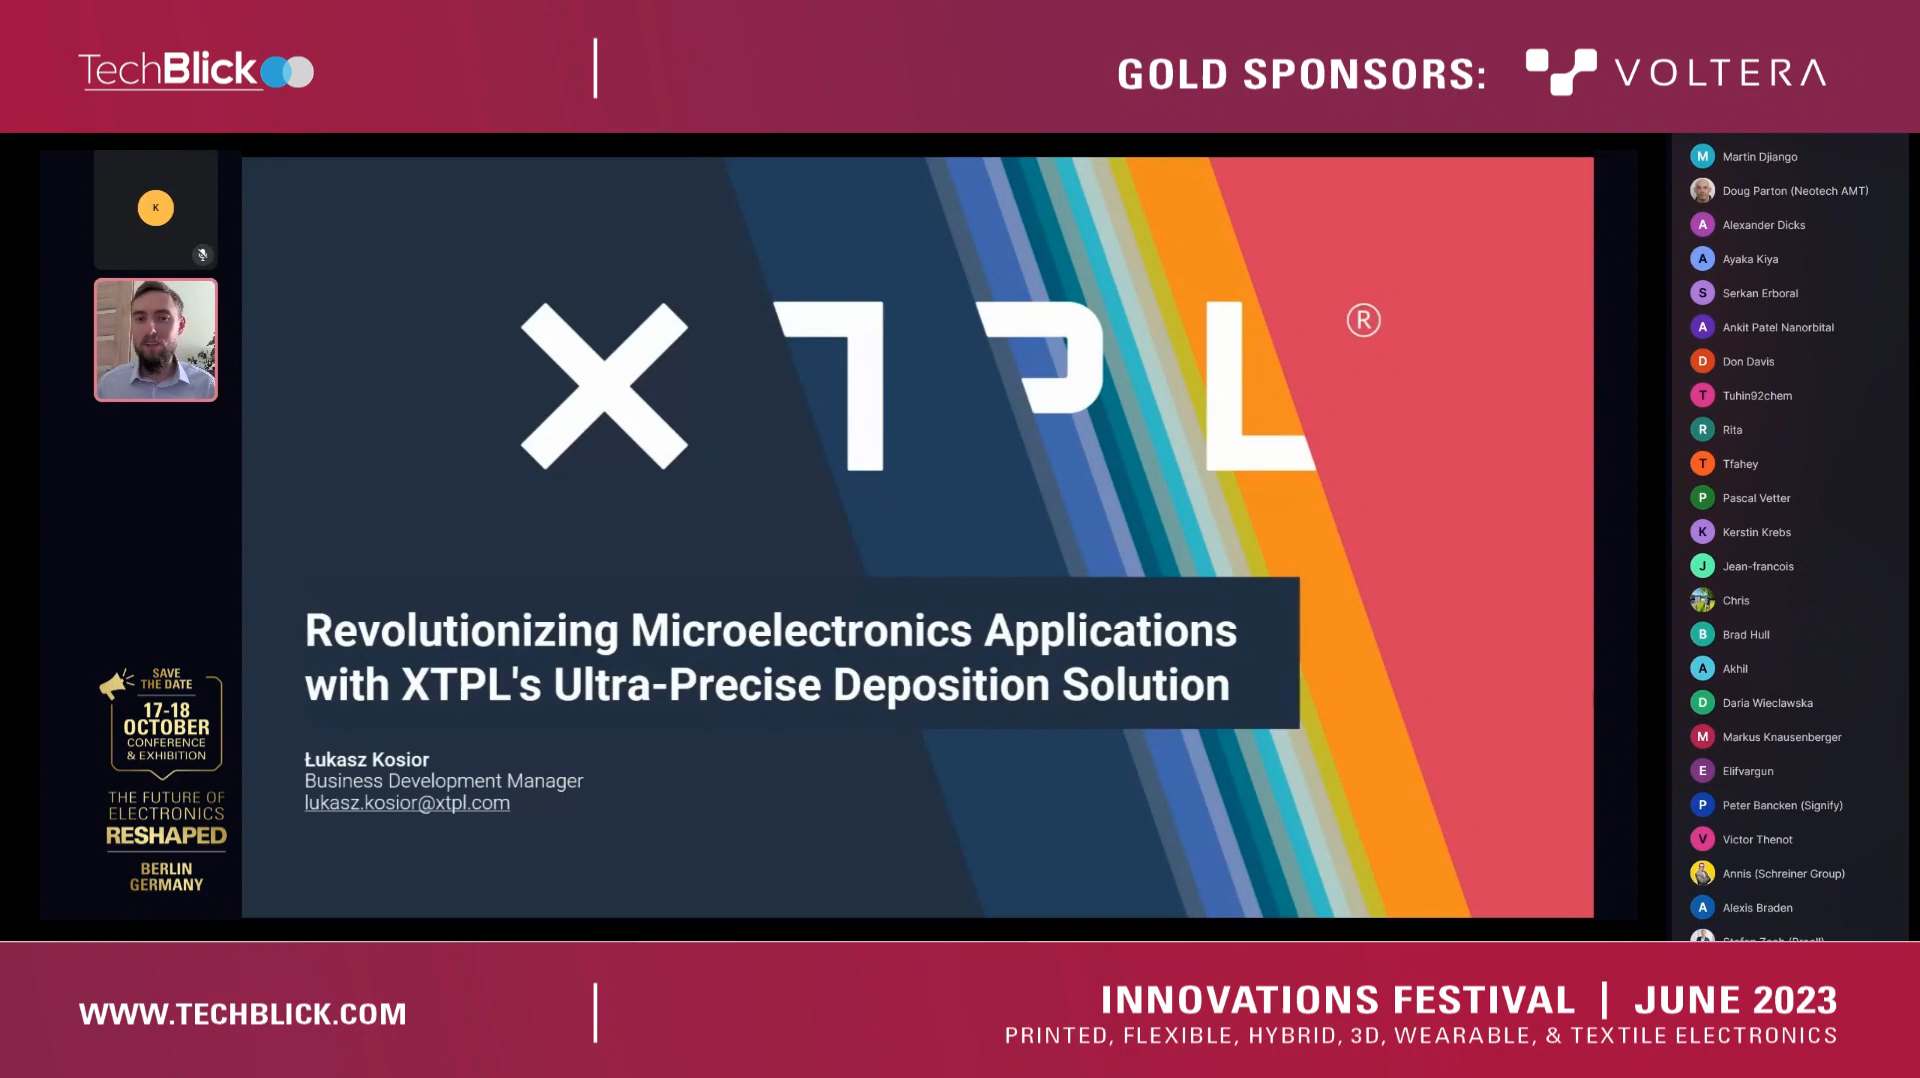 TechBlick
GOLD SPONSORS:
VOLTERA
K
XTPL®
Revolutionizing Microelectronics Applications
with XTPL's Ultra-Precise Deposition Solution
Łukasz Kosior
Business Development Manager
lukasz.kosior@xtpl.com
SAVE
THE DATE
17-18
OCTOBER
CONFERENCE
& EXHIBITION
THE FUTURE OF
ELECTRONICS
RESHAPED
BERLIN
GERMANY
M Martin Djiango
Doug Parton (Neotech AMT)
A Alexander Dicks
A Ayaka Kiya
S Serkan Erboral
A Ankit Patel Nanorbital
D Don Davis
T Tuhin92chem
R Rita
T Tfahey
P Pascal Vetter
K Kerstin Krebs
J Jean-francois
Chris
B Brad Hull
A Akhil
D Daria Wieclawska
M Markus Knausenberger
E Elifvargun
P Peter Bancken (Signify)
V Victor Thenot
Annis (Schreiner Group)
A Alexis Braden
WWW.TECHBLICK.COM
INNOVATIONS FESTIVAL | JUNE 2023
PRINTED, FLEXIBLE, HYBRID, 3D, WEARABLE, & TEXTILE ELECTRONICS